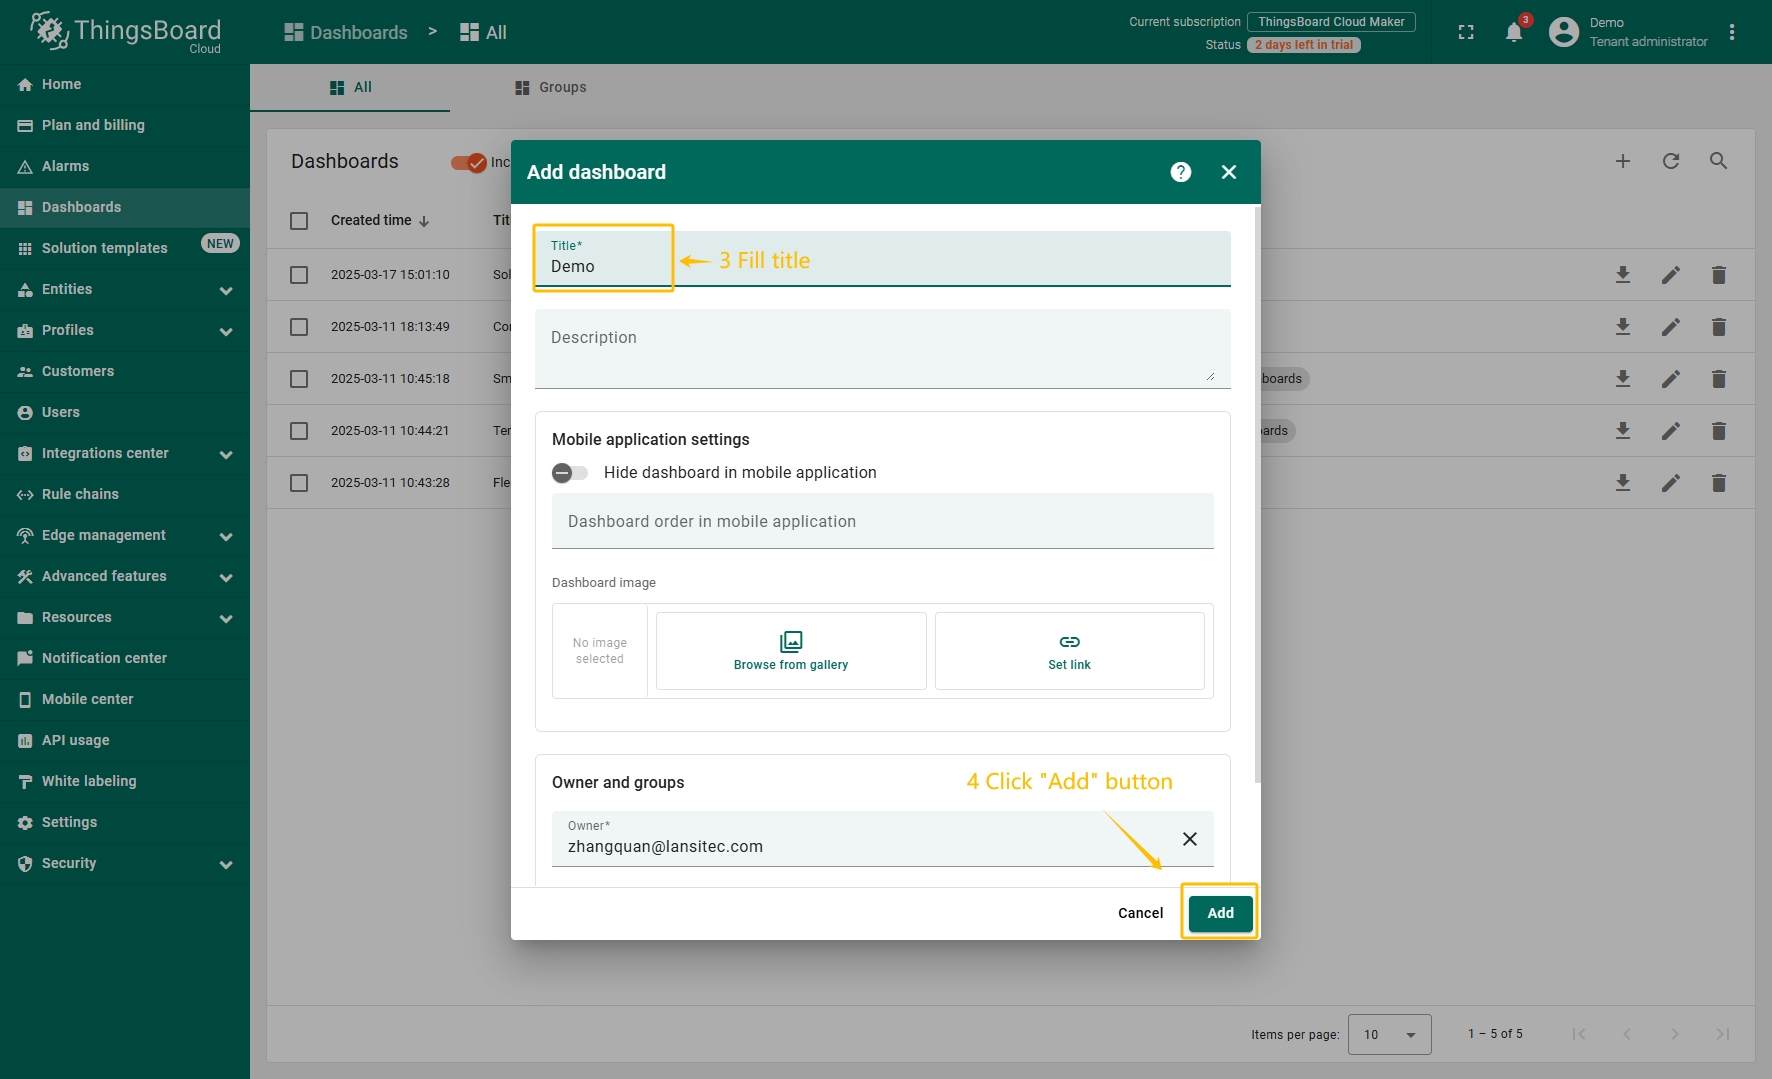 ThingsBoard
Cloud
Dashboards > All
Current subscription ThingsBoard Cloud Maker
Status 2 days left in trial
3
Demo
Tenant administrator
Home
Plan and billing
Alarms
Dashboards
Solution templates NEW
Entities
Profiles
Customers
Users
Integrations center
Rule chains
Edge management
Advanced features
Resources
Notification center
Mobile center
API usage
White labeling
Settings
Security
All Groups
Dashboards Inc
Created time Tit
2025-03-17 15:01:10 Sol
2025-03-11 18:13:49 Cor
2025-03-11 10:45:18 Sm boards
2025-03-11 10:44:21 Ter oards
2025-03-11 10:43:28 Fle
Add dashboard
Title*
Demo
3 Fill title
Description
Mobile application settings
Hide dashboard in mobile application
Dashboard order in mobile application
Dashboard image
No image
selected
Browse from gallery
Set link
Owner and groups
4 Click "Add" button
Owner*
zhangquan@lansitec.com
Cancel Add
Items per page: 10 1 – 5 of 5